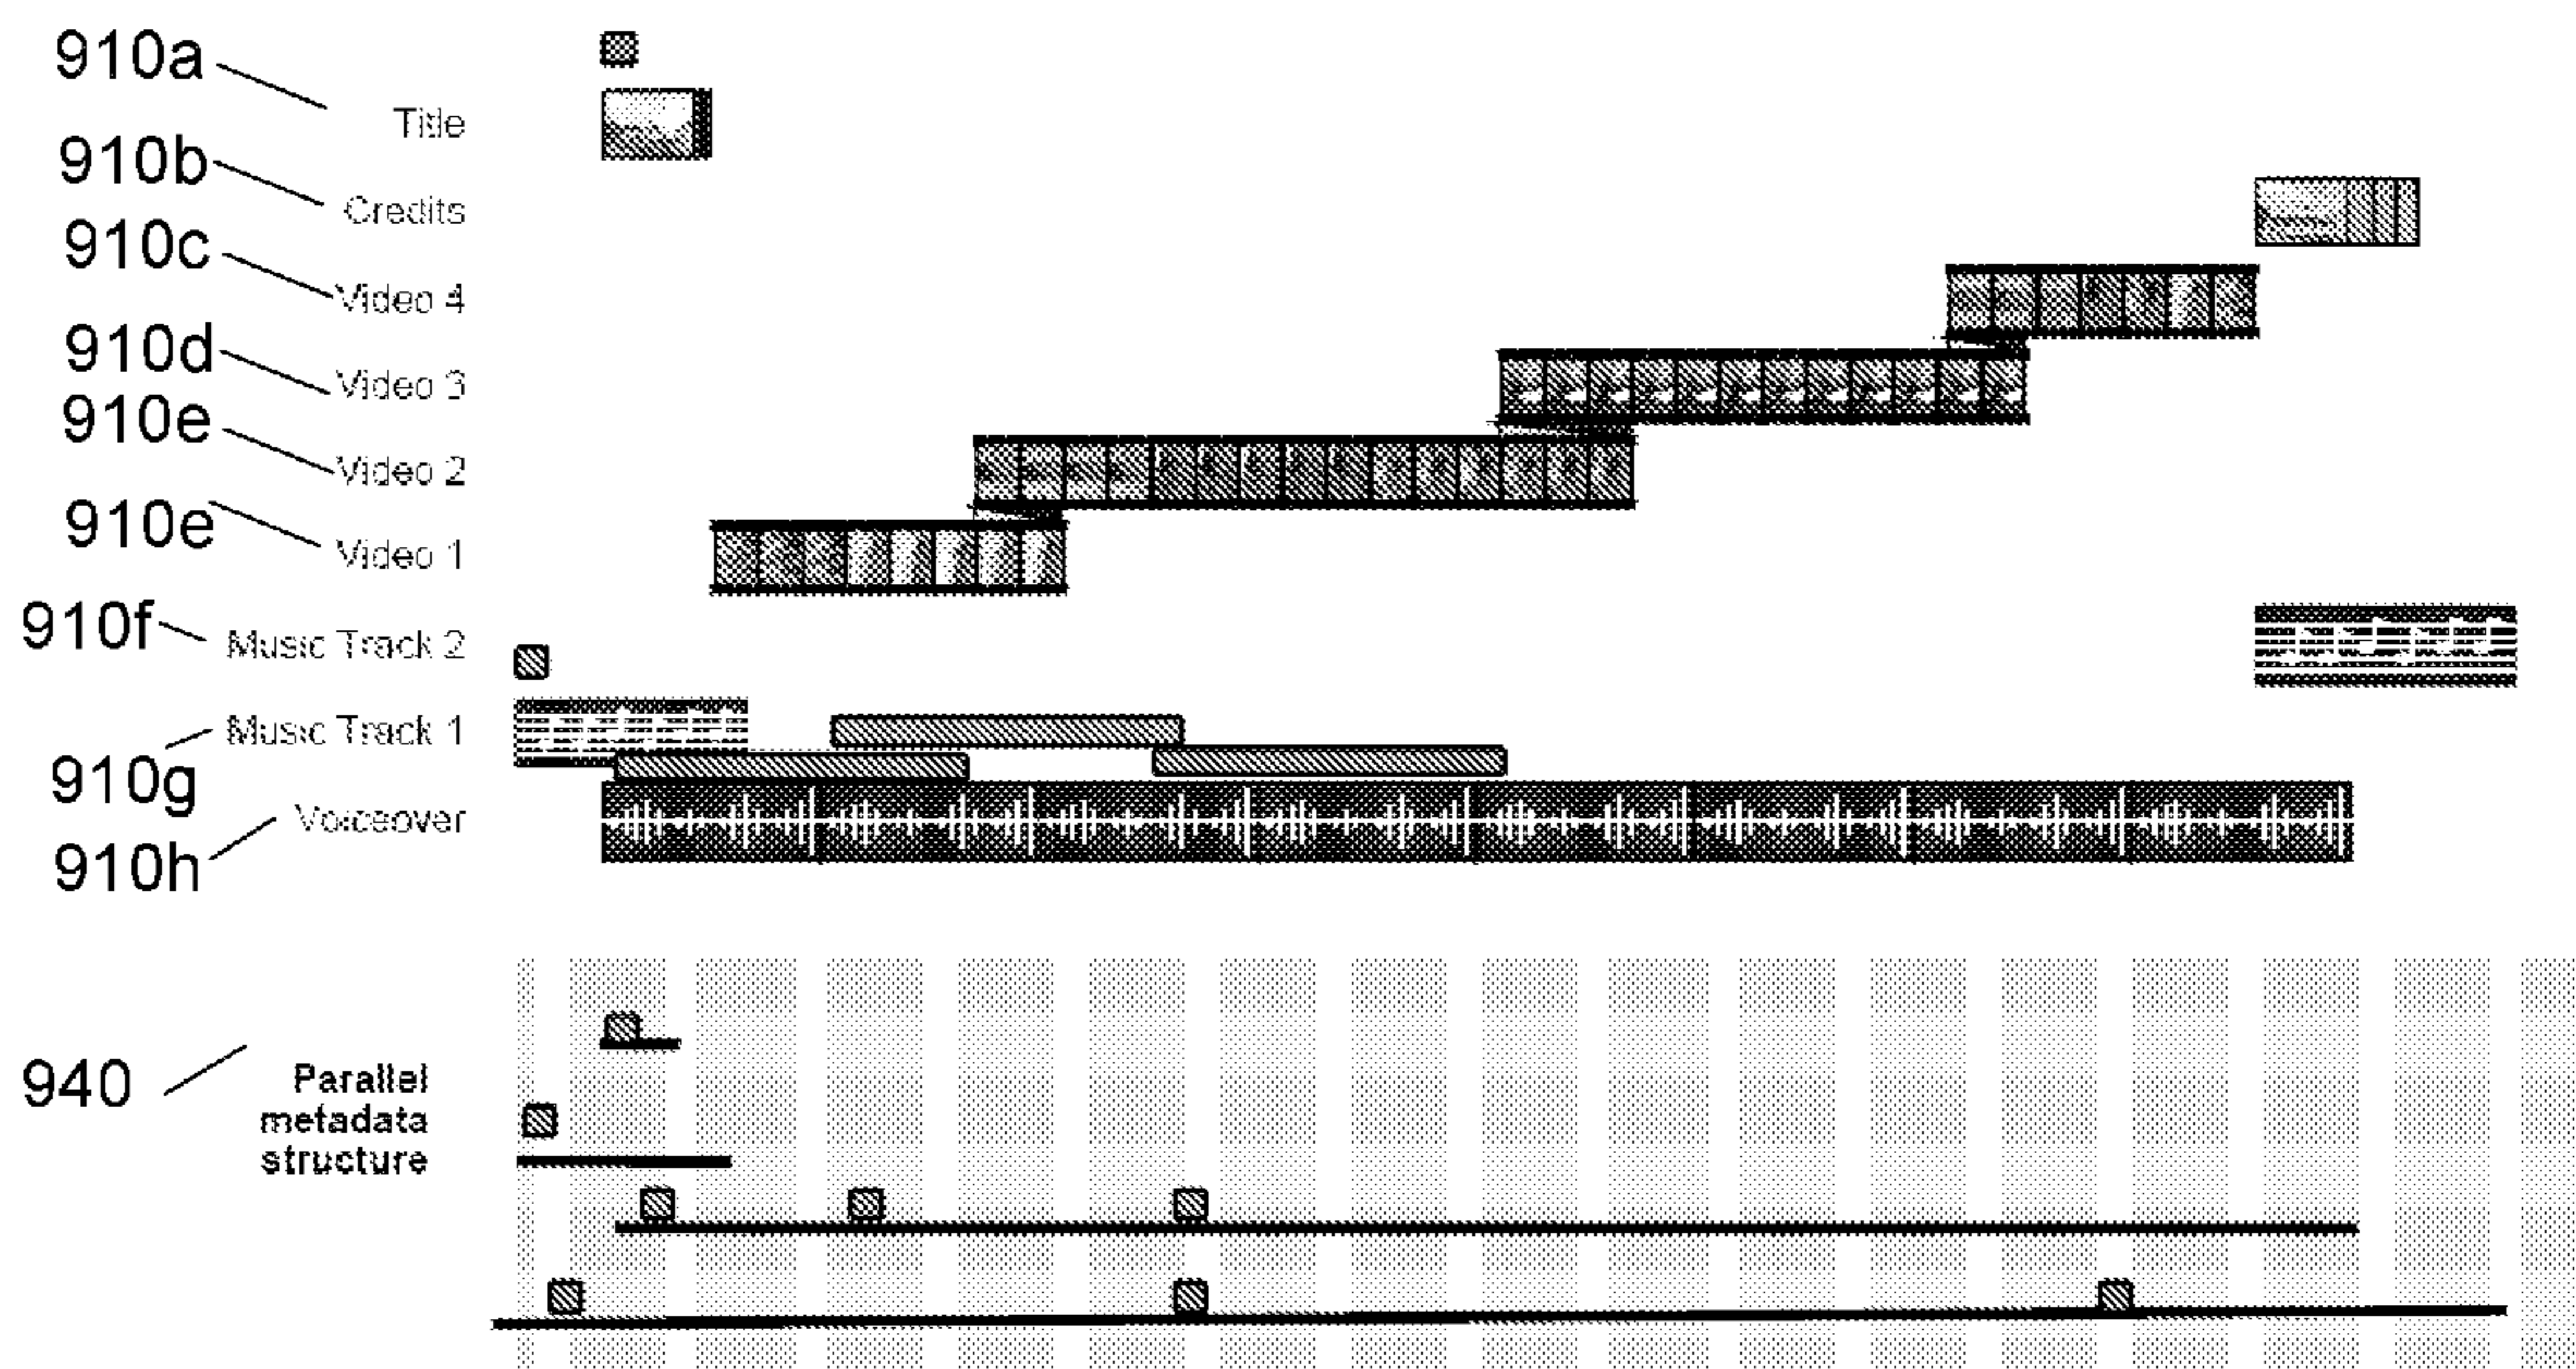 910a
Title
910b
Credits
910c
Video 4
910d
Video 3
910e
Video 2
910e
Video 1
910f
Music Track 2
Music Track 1
910g
Voiceover
910h
940
Parallel
metadata
structure